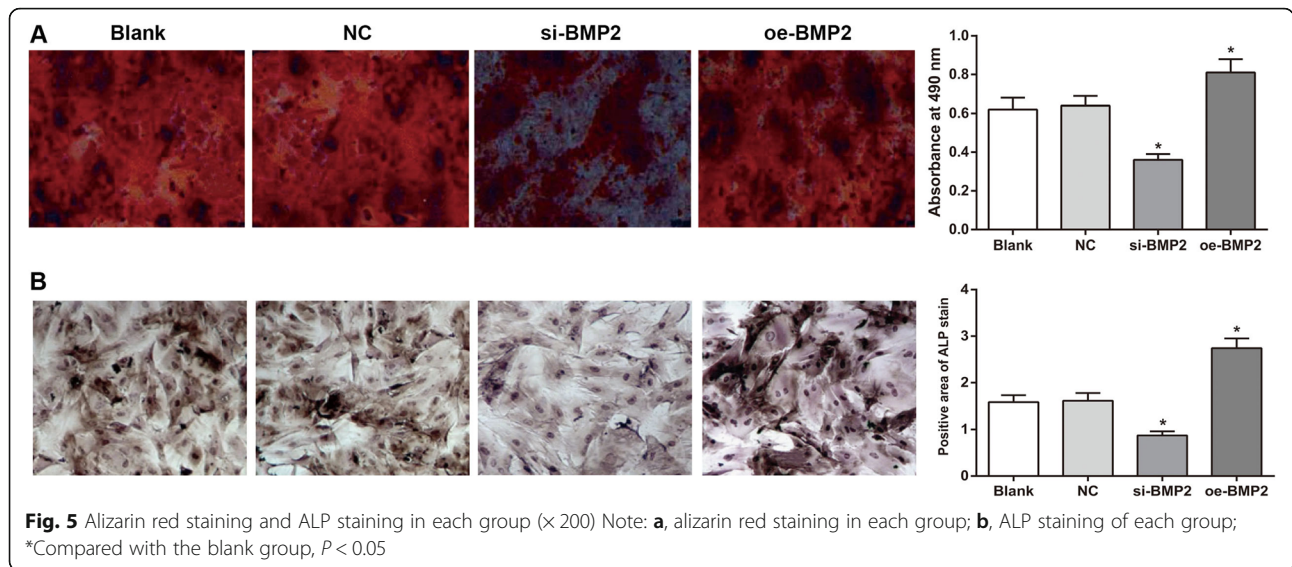 A
Blank NC si-BMP2 oe-BMP2
Absorbance at 490 nm
1.0
0.8
0.6
0.4
0.2
0.0
* *
Blank NC si-BMP2 oe-BMP2
B
Positive area of ALP stain
4
3
2
1
0
* *
Blank NC si-BMP2 oe-BMP2
Fig. 5 Alizarin red staining and ALP staining in each group (× 200) Note: a, alizarin red staining in each group; b, ALP staining of each group;
*Compared with the blank group, P < 0.05